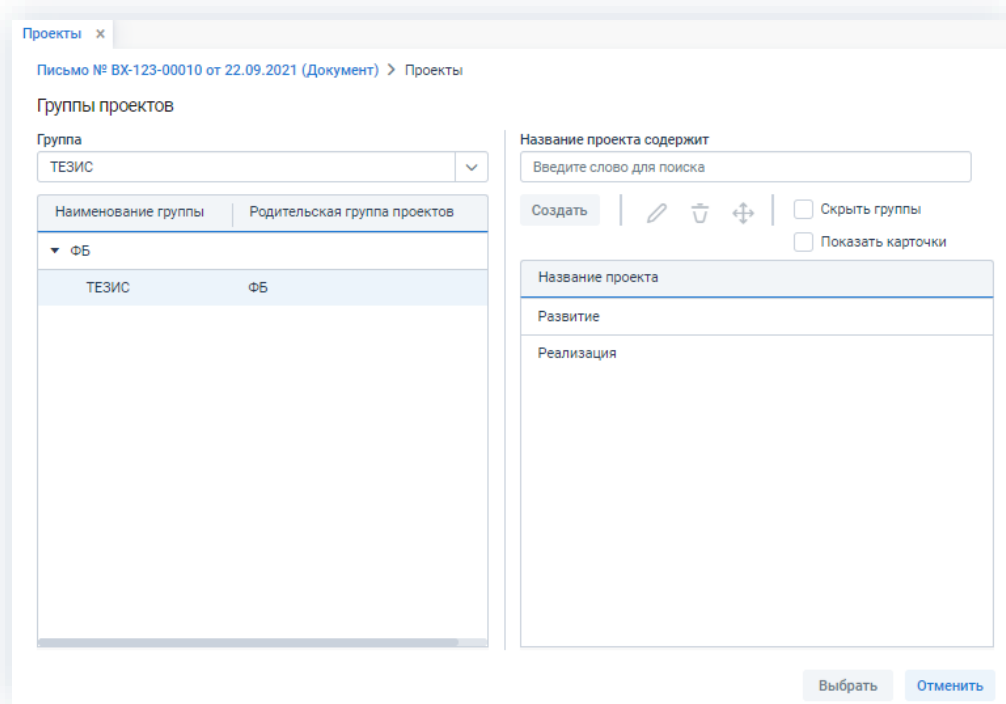 Проекты ×
Письмо № ВХ-123-00010 от 22.09.2021 (Документ) > Проекты
Группы проектов
Группа
ТЕЗИС
Наименование группы Родительская группа проектов
ФБ
ТЕЗИС ФБ
Название проекта содержит
Введите слово для поиска
Создать
Скрыть группы
Показать карточки
Название проекта
Развитие
Реализация
Выбрать Отменить